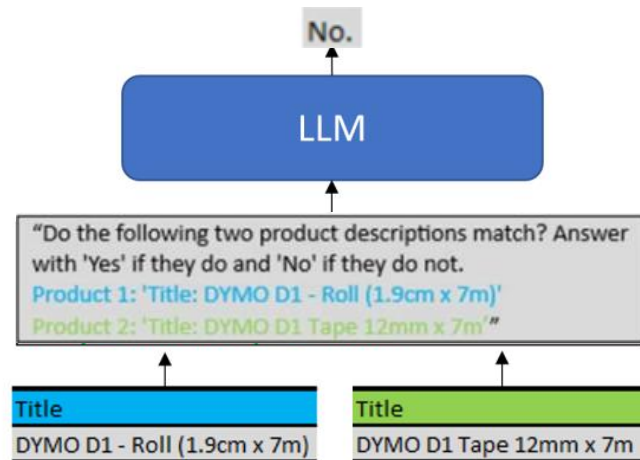 No.
LLM
“Do the following two product descriptions match? Answer
with 'Yes' if they do and 'No' if they do not.
Product 1: 'Title: DYMO D1 - Roll (1.9cm x 7m)'
Product 2: 'Title: DYMO D1 Tape 12mm x 7m'”
Title
DYMO D1 - Roll (1.9cm x 7m)
Title
DYMO D1 Tape 12mm x 7m